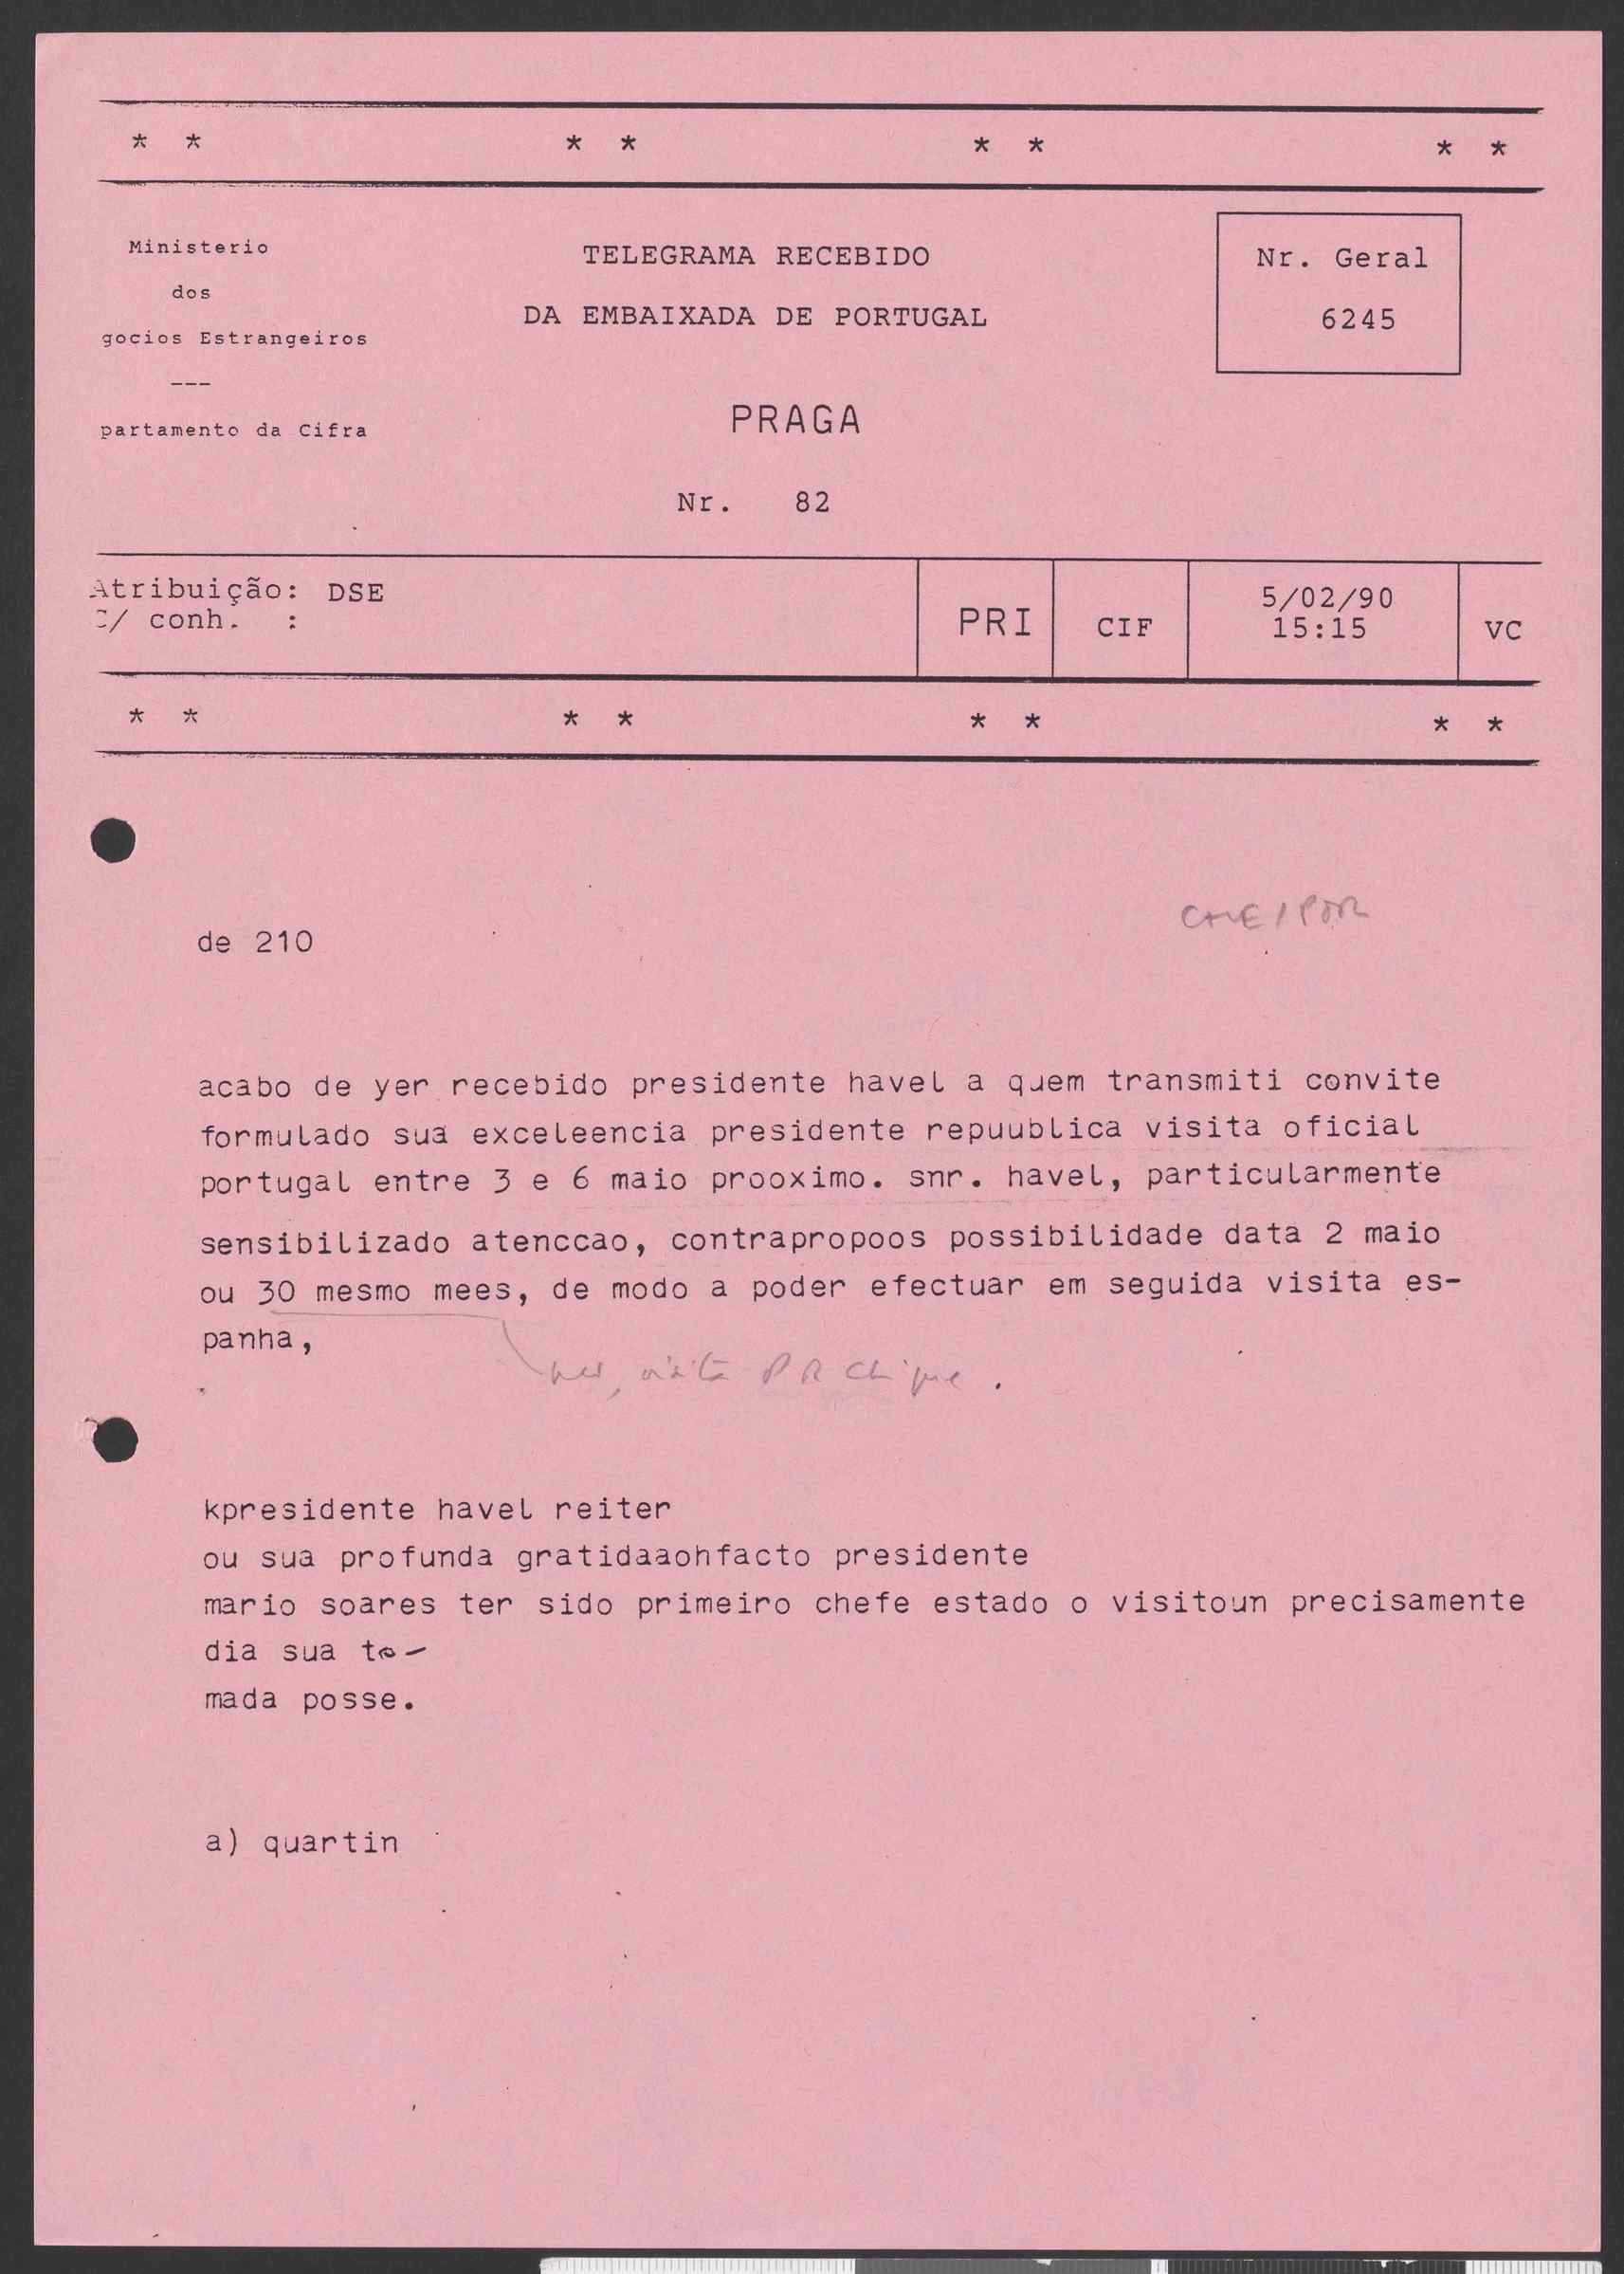 * * * * * * * *
Ministerio
dos
gocios Estrangeiros
---
partamento da Cifra
TELEGRAMA RECEBIDO
DA EMBAIXADA DE PORTUGAL
PRAGA
Nr. 82
Nr. Geral
6245
Atribuição: DSE
C/ conh. :
PRI
CIF
5/02/90
15:15
VC
* * * * * * * *
de 210
acabo de yer recebido presidente havel a quem transmiti convite
formulado sua exceleencia presidente repuublica visita oficial
portugal entre 3 e 6 maio prooximo. snr. havel, particularmente
sensibilizado atenccao, contrapropoos possibilidade data 2 maio
ou 30 mesmo mees, de modo a poder efectuar em seguida visita es-
panha,
visita PR
kpresidente havel reiter
ou sua profunda gratidaaohfacto presidente
mario soares ter sido primeiro chefe estado o visitoun precisamente
dia sua to-
mada posse.
a) quartin